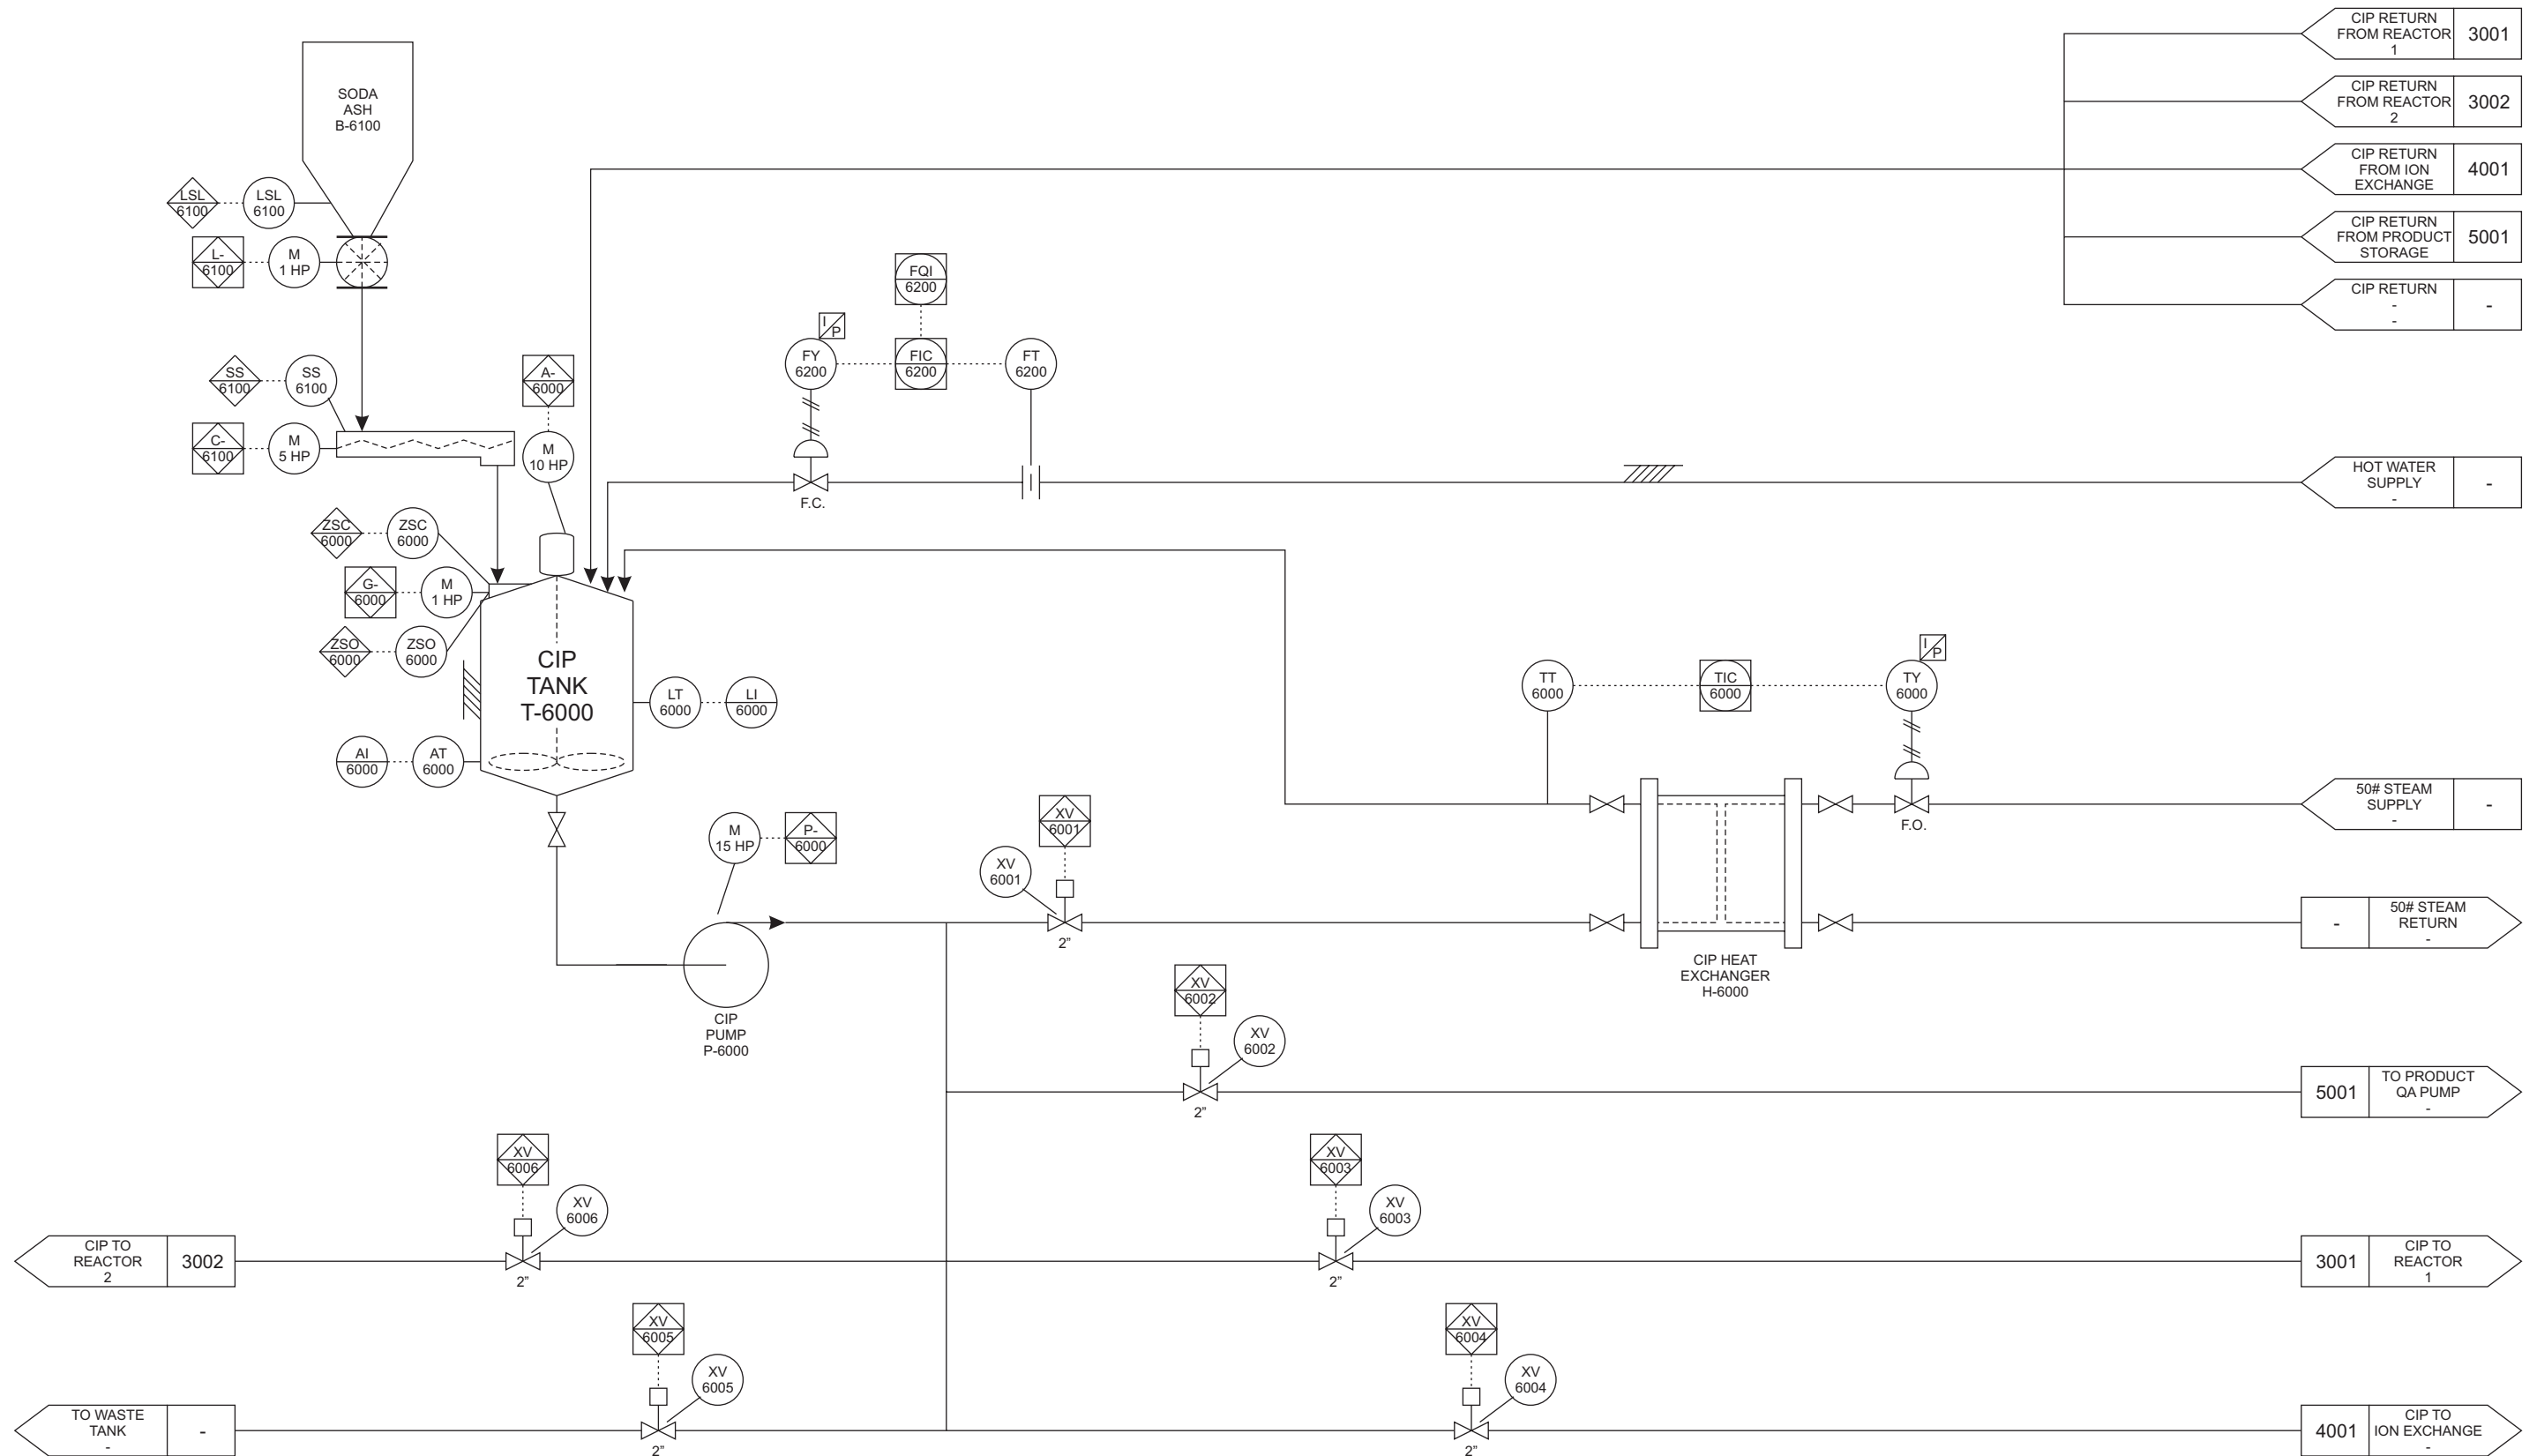 CIP RETURN
FROM REACTOR
1
3001
CIP RETURN
FROM REACTOR
2
3002
CIP RETURN
FROM ION
EXCHANGE
4001
CIP RETURN
FROM PRODUCT
STORAGE
5001
CIP RETURN
-
-
-
SODA
ASH
B-6100
LSL
6100
LSL
6100
L-
6100
M
1 HP
SS
6100
SS
6100
C-
6100
M
5 HP
A-
6000
M
10 HP
FQI
6200
I
P
FY
6200
FIC
6200
FT
6200
F.C.
HOT WATER
SUPPLY
-
-
ZSC
6000
ZSC
6000
G-
6000
M
1 HP
ZSO
6000
ZSO
6000
CIP
TANK
T-6000
LT
6000
LI
6000
AI
6000
AT
6000
TT
6000
TIC
6000
I
P
TY
6000
F.O.
50# STEAM
SUPPLY
-
-
M
15 HP
P-
6000
XV
6001
XV
6001
2”
CIP
PUMP
P-6000
CIP HEAT
EXCHANGER
H-6000
-
50# STEAM
RETURN
-
XV
6002
XV
6002
2”
5001
TO PRODUCT
QA PUMP
-
XV
6006
XV
6006
2”
XV
6003
XV
6003
2”
CIP TO
REACTOR
2
3002
3001
CIP TO
REACTOR
1
XV
6005
XV
6005
2”
XV
6004
XV
6004
2”
TO WASTE
TANK
-
-
4001
CIP TO
ION EXCHANGE
-